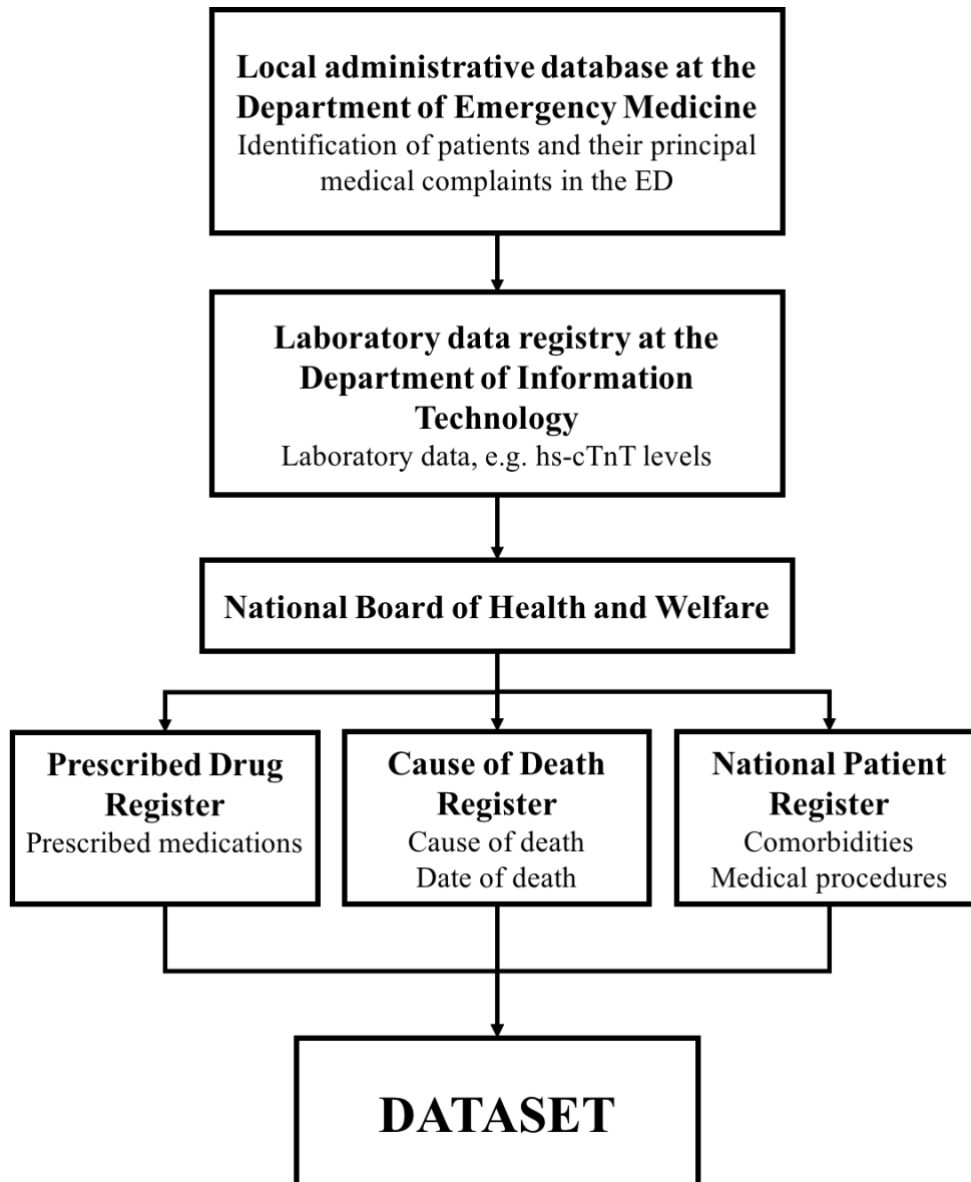 Local administrative database at the
Department of Emergency Medicine
Identification of patients and their principal
medical complaints in the ED
Laboratory data registry at the
Department of Information
Technology
Laboratory data, e.g. hs-cTnT levels
National Board of Health and Welfare
Prescribed Drug
Register
Prescribed medications
Cause of Death
Register
Cause of death
Date of death
National Patient
Register
Comorbidities
Medical procedures
DATASET